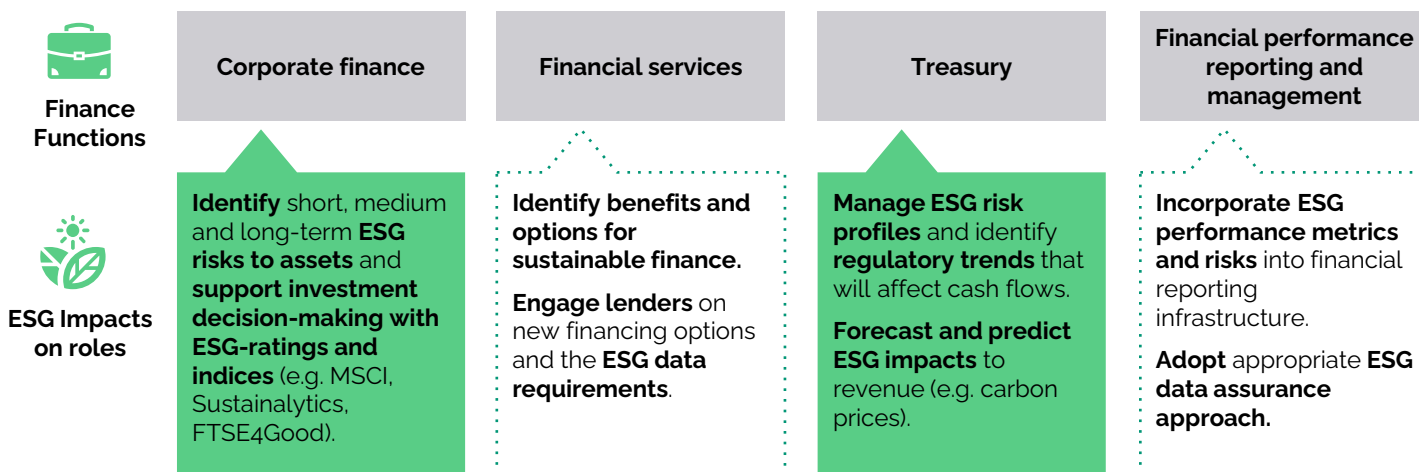 Finance
Functions
Corporate finance
Financial services
Treasury
Financial performance
reporting and
management
ESG Impacts
on roles
Identify short, medium
and long-term ESG
risks to assets and
support investment
decision-making with
ESG-ratings and
indices (e.g. MSCI,
Sustainalytics,
FTSE4Good).
Identify benefits and
options for
sustainable finance.
Engage lenders on
new financing options
and the ESG data
requirements.
Manage ESG risk
profiles and identify
regulatory trends that
will affect cash flows.
Forecast and predict
ESG impacts to
revenue (e.g. carbon
prices).
Incorporate ESG
performance metrics
and risks into financial
reporting
infrastructure.
Adopt appropriate ESG
data assurance
approach.